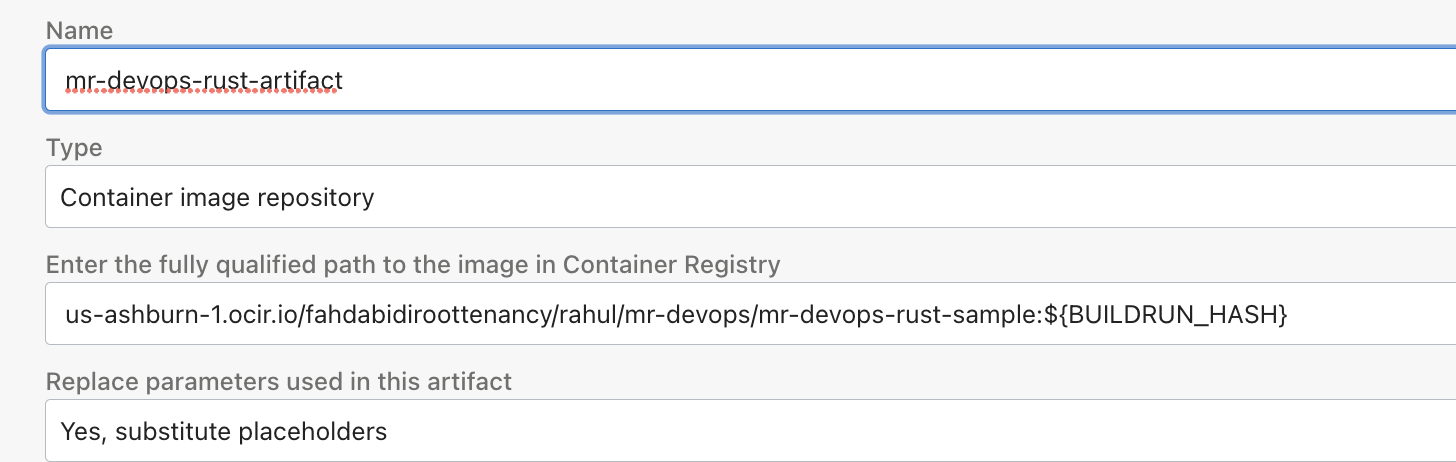 Name
mr-devops-rust-artifact
Type
Container image repository
Enter the fully qualified path to the image in Container Registry
us-ashburn-1.ocir.io/fahdabidiroottenancy/rahul/mr-devops/mr-devops-rust-sample:${BUILDRUN_HASH}
Replace parameters used in this artifact
Yes, substitute placeholders